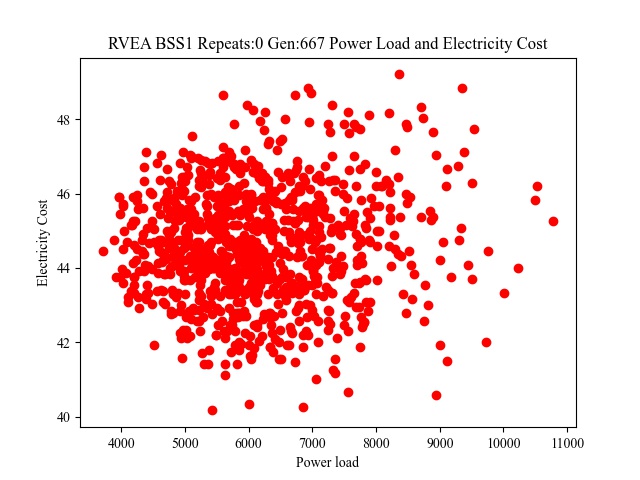 RVEA BSS1 Repeats:0 Gen:667 Power Load and Electricity Cost
48
46
44
42
40
Electricity Cost
4000 5000 6000 7000 8000 9000 10000 11000
Power load